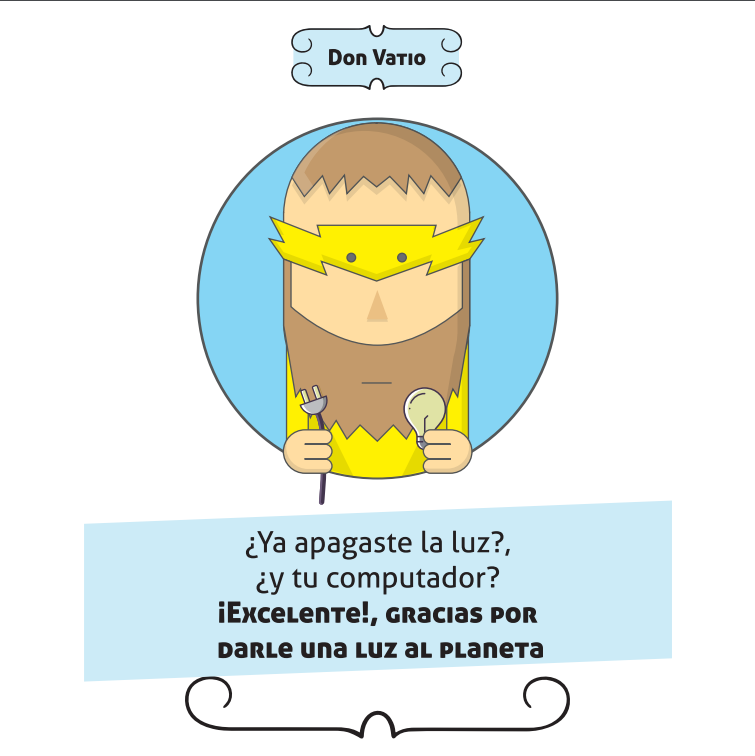 Don Vatio
¿Ya apagaste la luz?,
¿y tu computador?
¡Excelente!, gracias por
darle una luz al planeta